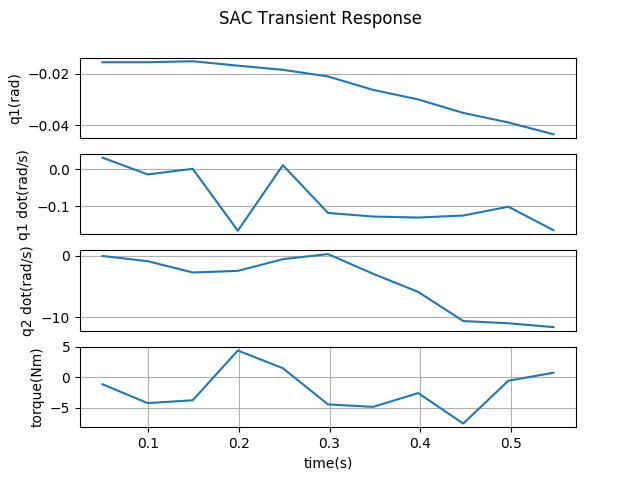 SAC Transient Response
q1(rad)
−0.02
−0.04
q1 dot(rad/s)
0.0
−0.1
q2 dot(rad/s)
0
−10
torque(Nm)
5
0
−5
0.1 0.2 0.3 0.4 0.5
time(s)